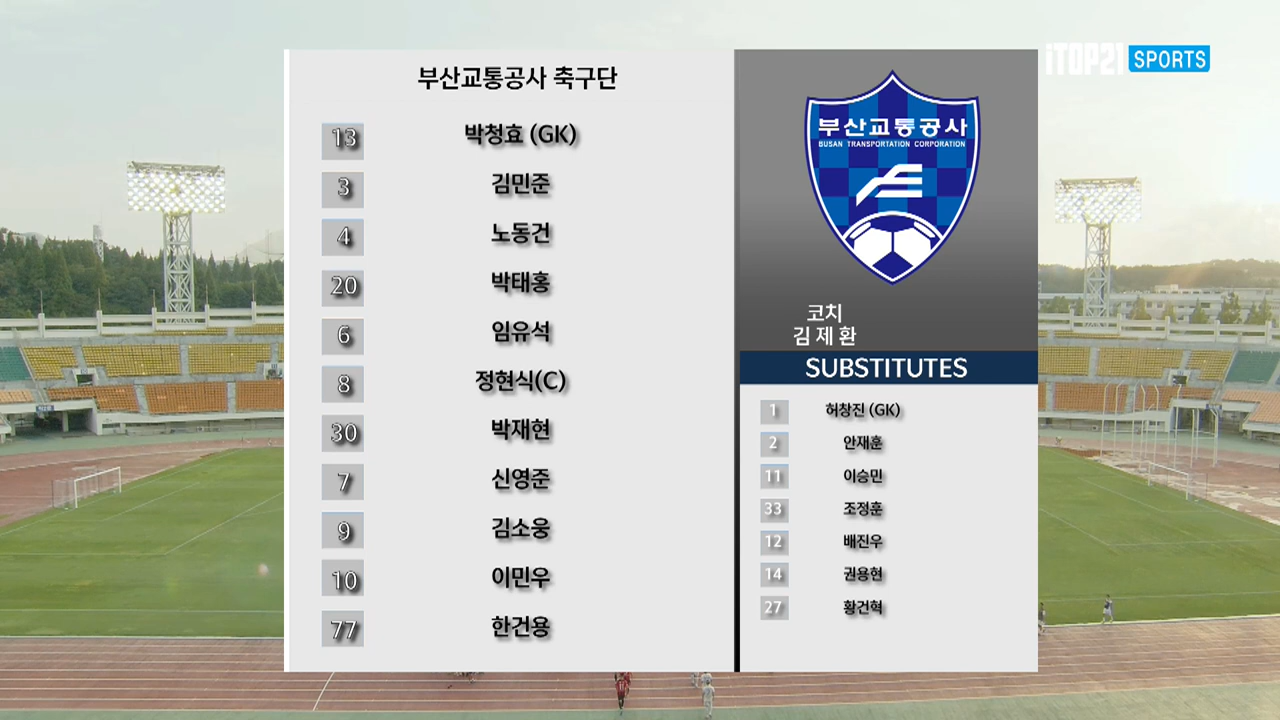 iTOP21 SPORTS
부산교통공사 축구단
13 박청효 (GK)
3 김민준
4 노동건
20 박태홍
6 임유석
8 정현식(C)
30 박재현
7 신영준
9 김소웅
10 이민우
77 한건용
부산교통공사
BUSAN TRANSPORTATION CORPORATION
코치
김제환
SUBSTITUTES
1 허창진 (GK)
2 안재훈
11 이승민
33 조정훈
12 배진우
14 권용현
27 황건혁